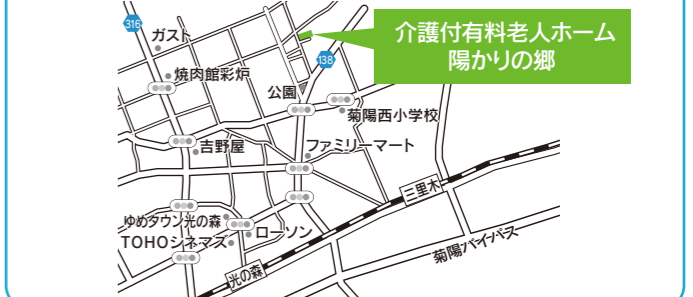 316
ガスト
介護付有料老人ホーム
陽かりの郷
138
焼肉館彩炉
公園
菊陽西小学校
吉野屋
ファミリーマート
三里木
ゆめタウン光の森
ローソン
TOHOシネマズ
菊陽バイパス
光の森